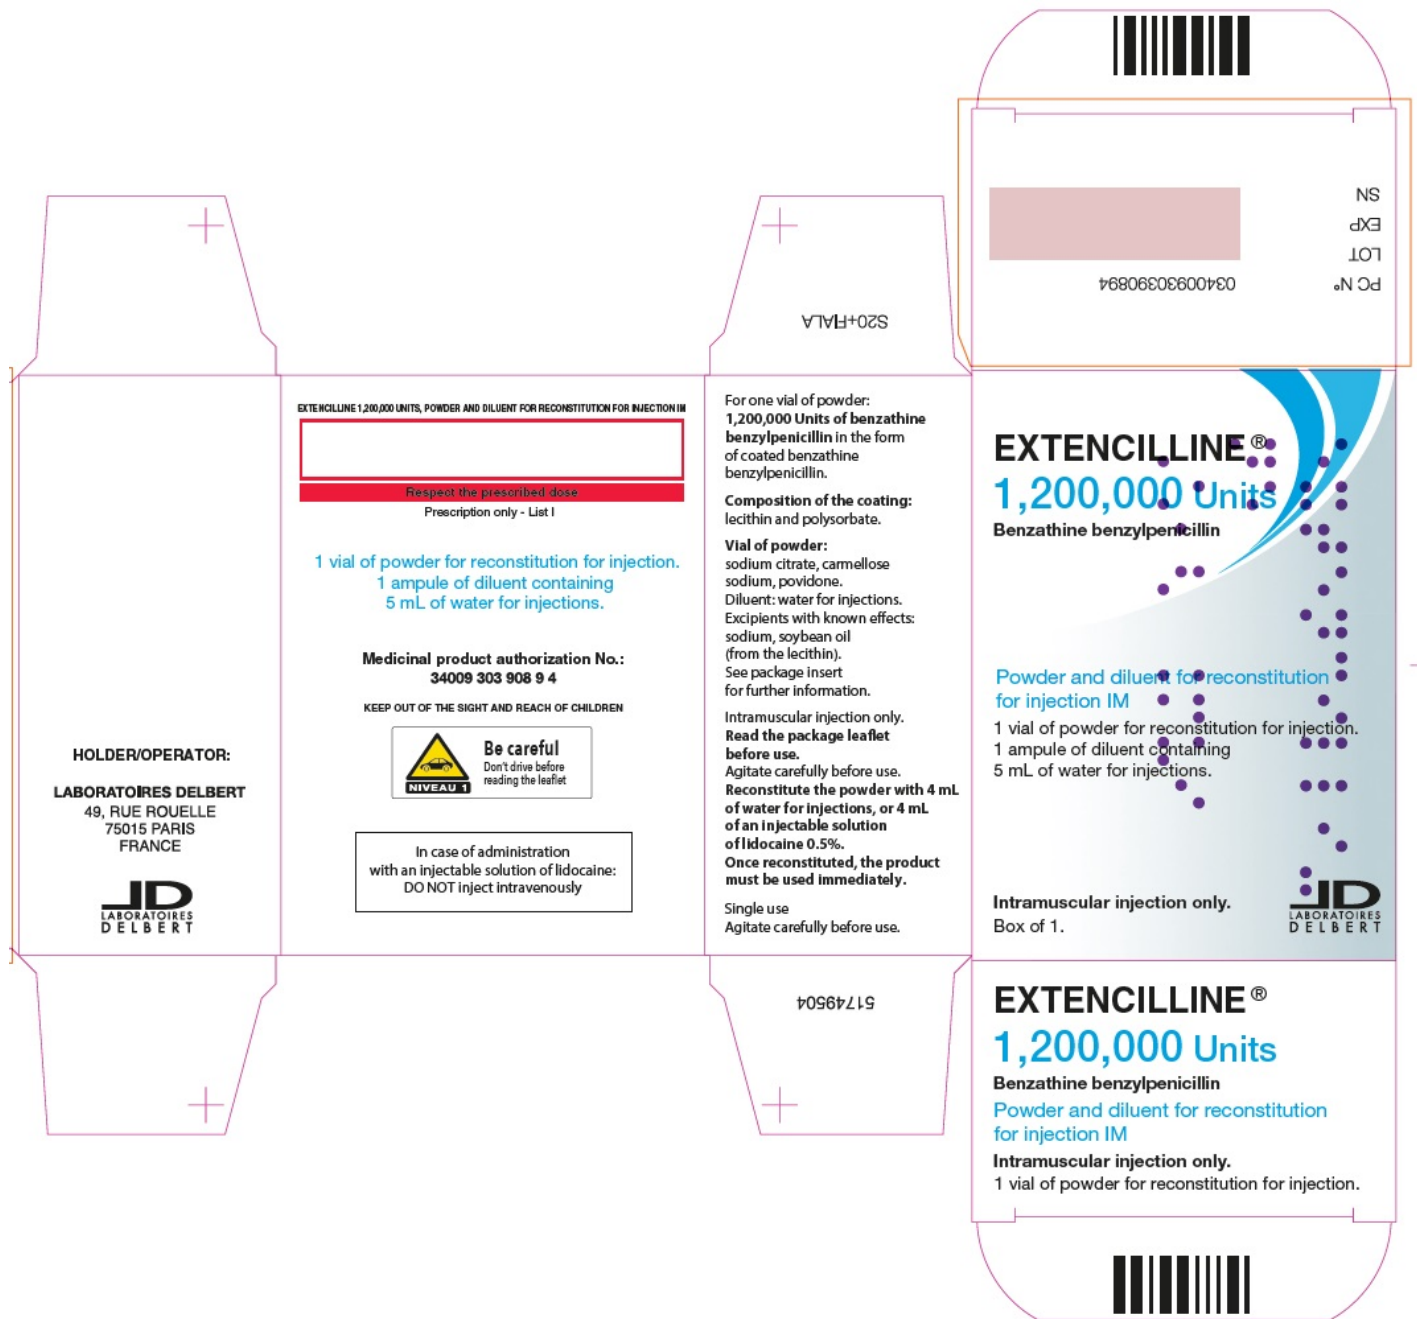 SN
EXP
LOT
PC N° 03400930390894
S20+FIALA
HOLDER/OPERATOR:
LABORATOIRES DELBERT
49, RUE ROUELLE
75015 PARIS
FRANCE
LABORATOIRES
DELBERT
EXTENCILLINE 1,200,000 UNITS, POWDER AND DILUENT FOR RECONSTITUTION FOR INJECTION IM
Respect the prescribed dose
Prescription only - List I
1 vial of powder for reconstitution for injection.
1 ampule of diluent containing
5 mL of water for injections.
Medicinal product authorization No.:
34009 303 908 9 4
KEEP OUT OF THE SIGHT AND REACH OF CHILDREN
NIVEAU 1
Be careful
Don't drive before
reading the leaflet
In case of administration
with an injectable solution of lidocaine:
DO NOT inject intravenously
For one vial of powder:
1,200,000 Units of benzathine
benzylpenicillin in the form
of coated benzathine
benzylpenicillin.
Composition of the coating:
lecithin and polysorbate.
Vial of powder:
sodium citrate, carmellose
sodium, povidone.
Diluent: water for injections.
Excipients with known effects:
sodium, soybean oil
(from the lecithin).
See package insert
for further information.
Intramuscular injection only.
Read the package leaflet
before use.
Agitate carefully before use.
Reconstitute the powder with 4 mL
of water for injections, or 4 mL
of an injectable solution
of lidocaine 0.5%.
Once reconstituted, the product
must be used immediately.
Single use
Agitate carefully before use.
51749504
EXTENCILLINE®
1,200,000 Units
Benzathine benzylpenicillin
Powder and diluent for reconstitution
for injection IM
1 vial of powder for reconstitution for injection.
1 ampule of diluent containing
5 mL of water for injections.
Intramuscular injection only.
Box of 1.
LABORATOIRES
DELBERT
EXTENCILLINE®
1,200,000 Units
Benzathine benzylpenicillin
Powder and diluent for reconstitution
for injection IM
Intramuscular injection only.
1 vial of powder for reconstitution for injection.